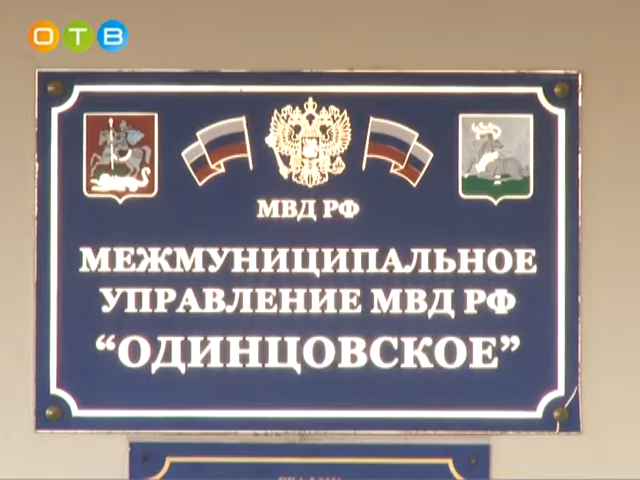 ОТВ
МВД РФ
МЕЖМУНИЦИПАЛЬНОЕ
УПРАВЛЕНИЕ МВД РФ
“ОДИНЦОВСКОЕ”